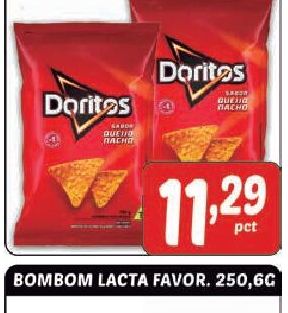 Doritos
SABOR
QUEIJO
NACHO
Doritos
SABOR
QUEIJO
NACHO
11,29
pct
BOMBOM LACTA FAVOR. 250,6G